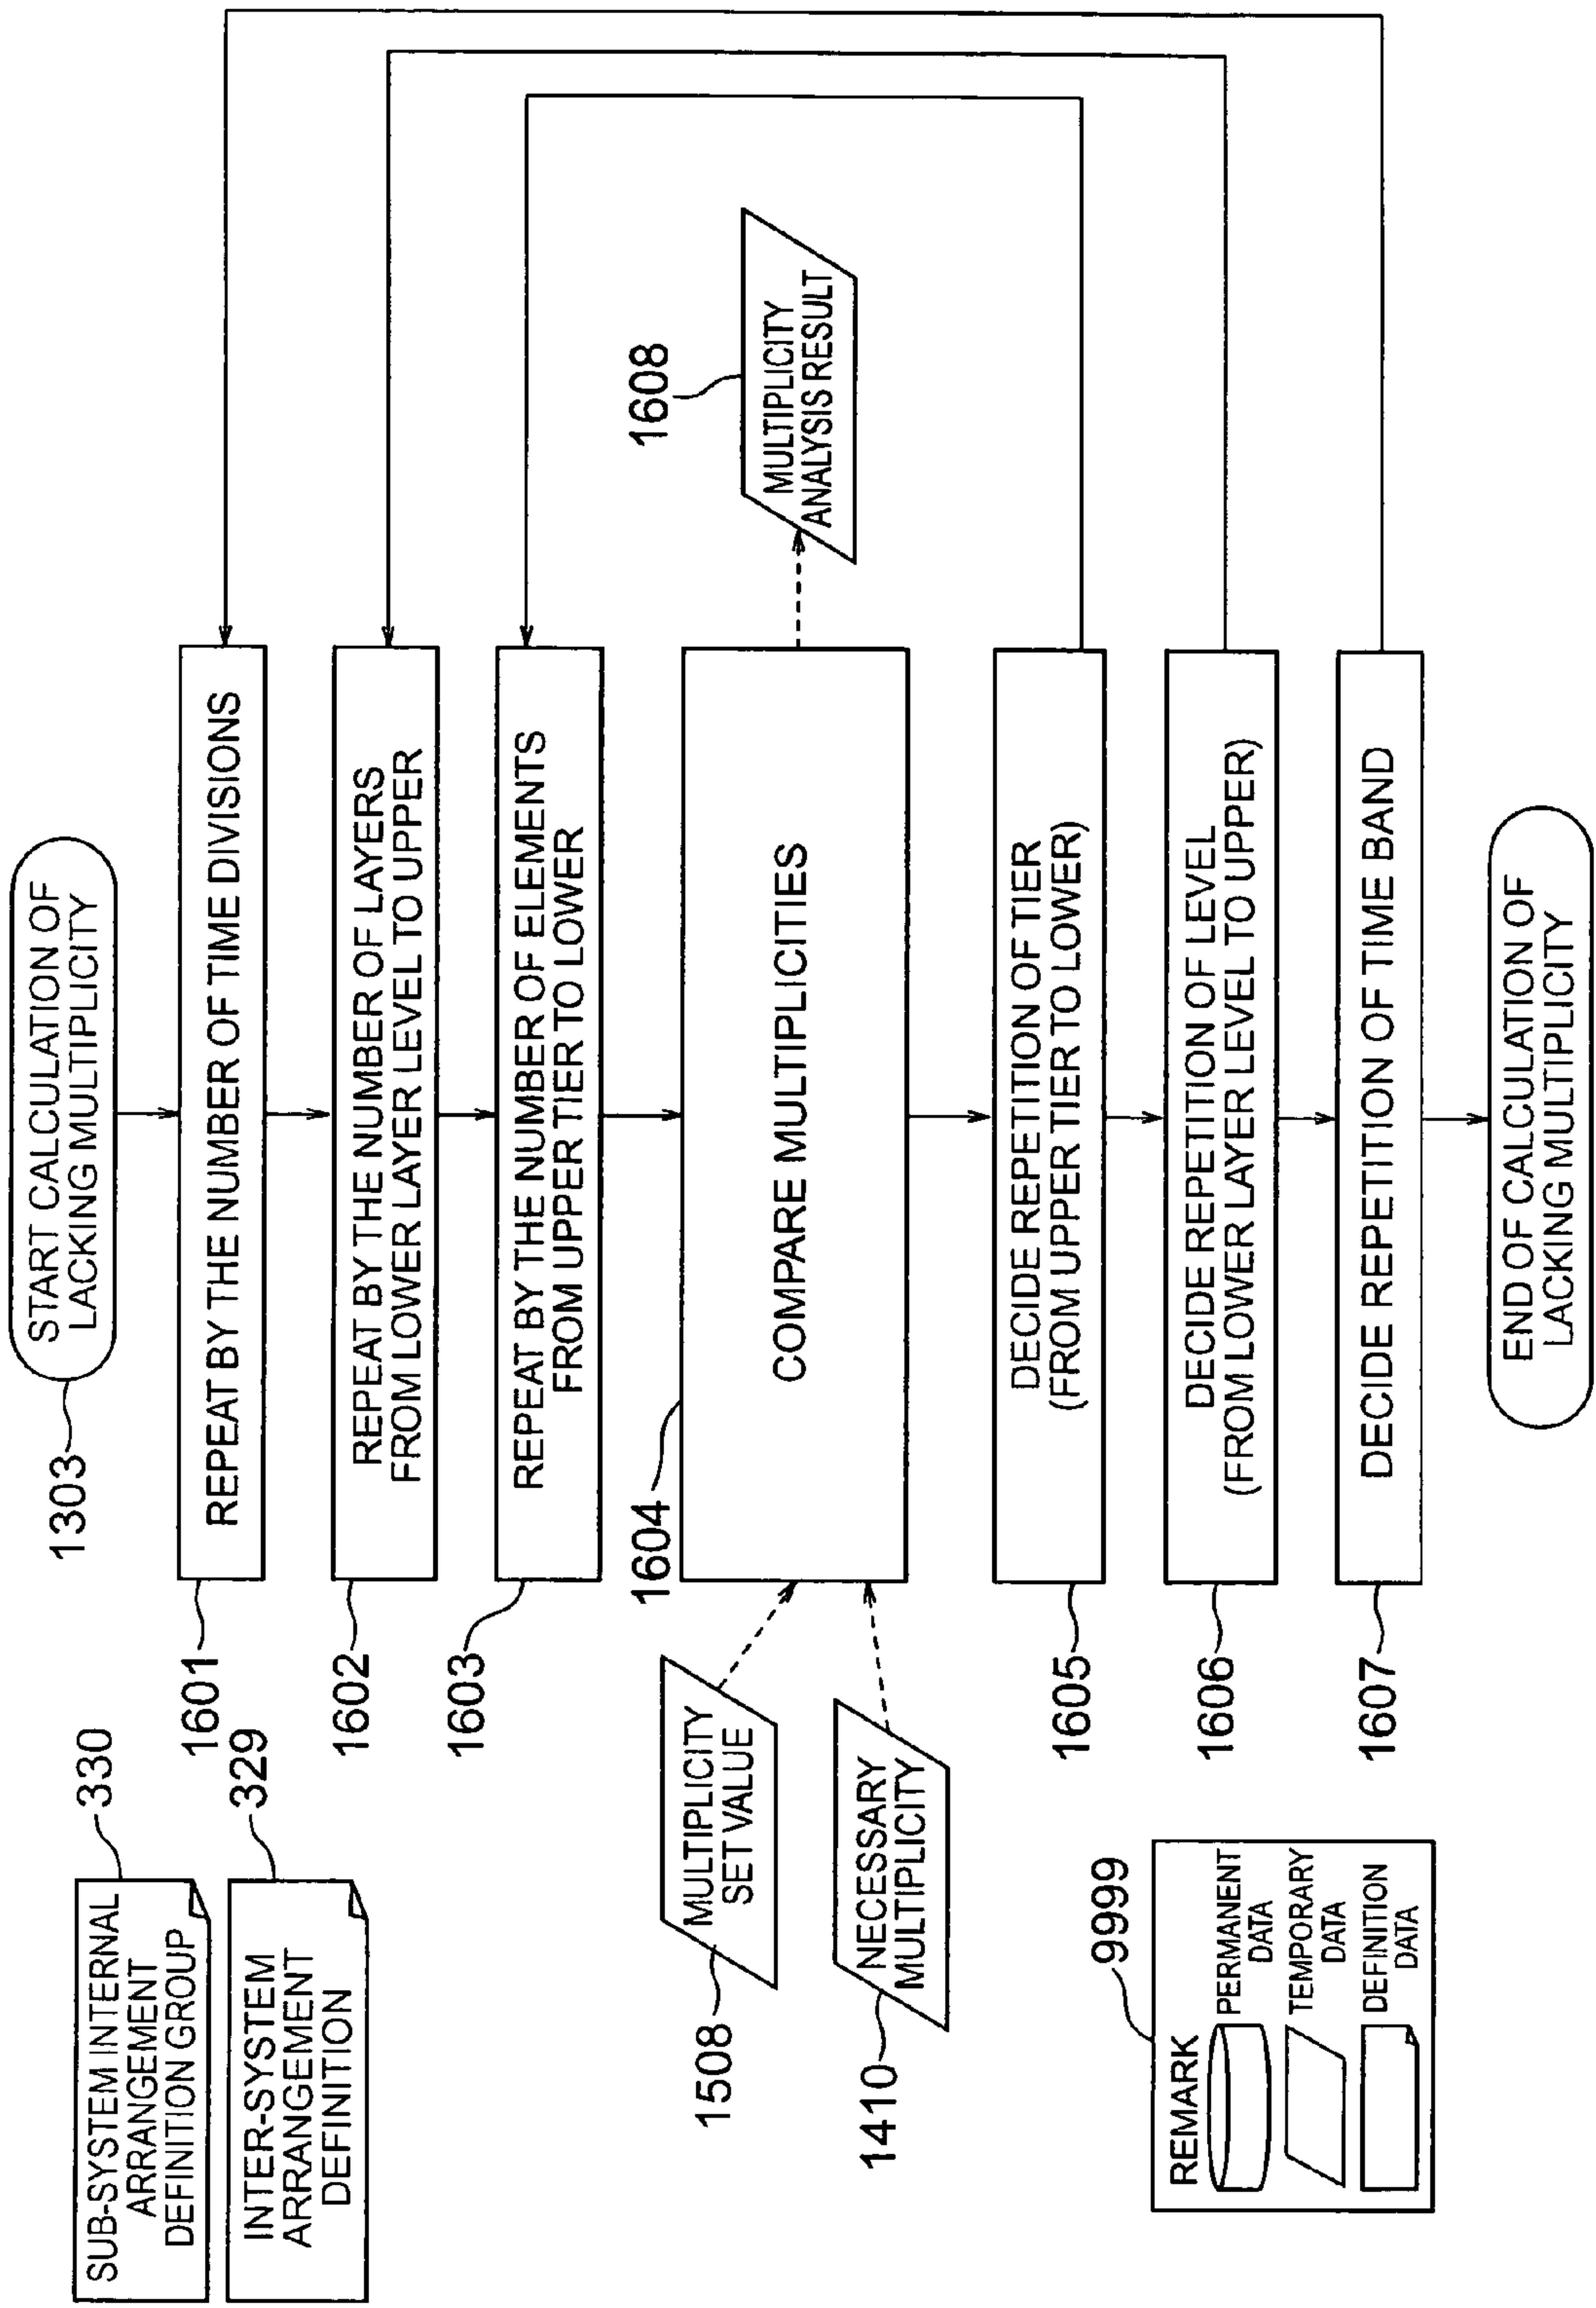 START CALCULATION OF
LACKING MULTIPLICITY
1303
SUB-SYSTEM INTERNAL
ARRANGEMENT
DEFINITION GROUP
330
INTER-SYSTEM
ARRANGEMENT
DEFINITION
329
1601
REPEAT BY THE NUMBER OF TIME DIVISIONS
1602
REPEAT BY THE NUMBER OF LAYERS
FROM LOWER LAYER LEVEL TO UPPER
1603
REPEAT BY THE NUMBER OF ELEMENTS
FROM UPPER TIER TO LOWER
1604
COMPARE MULTIPLICITIES
MULTIPLICITY
SET VALUE
1508
NECESSARY
MULTIPLICITY
1410
1608
MULTIPLICITY
ANALYSIS RESULT
1605
DECIDE REPETITION OF TIER
(FROM UPPER TIER TO LOWER)
1606
DECIDE REPETITION OF LEVEL
(FROM LOWER LAYER LEVEL TO UPPER)
1607
DECIDE REPETITION OF TIME BAND
END OF CALCULATION OF
LACKING MULTIPLICITY
9999
REMARK
PERMANENT
DATA
TEMPORARY
DATA
DEFINITION
DATA